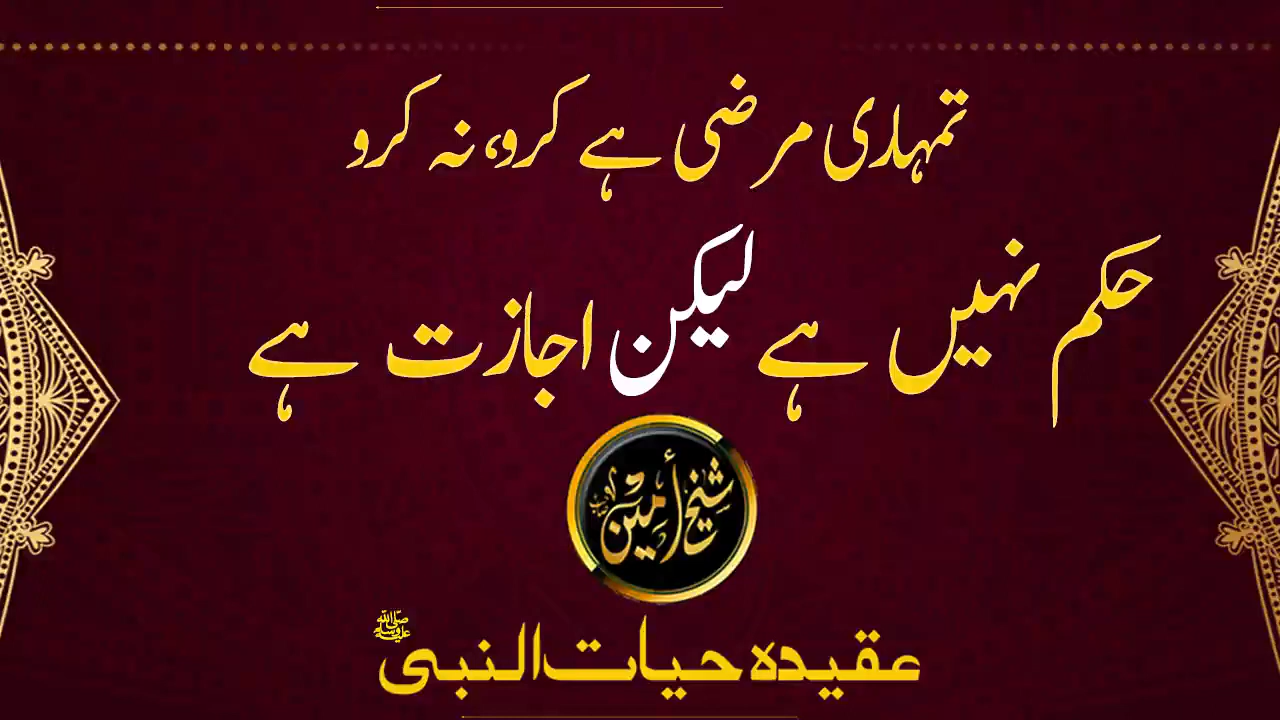 تمہاری مرضی ہے کرو، نہ کرو
حکم نہیں ہے لیکن اجازت ہے
شیخ أمین
عقیدہ حیات النبی ﷺ